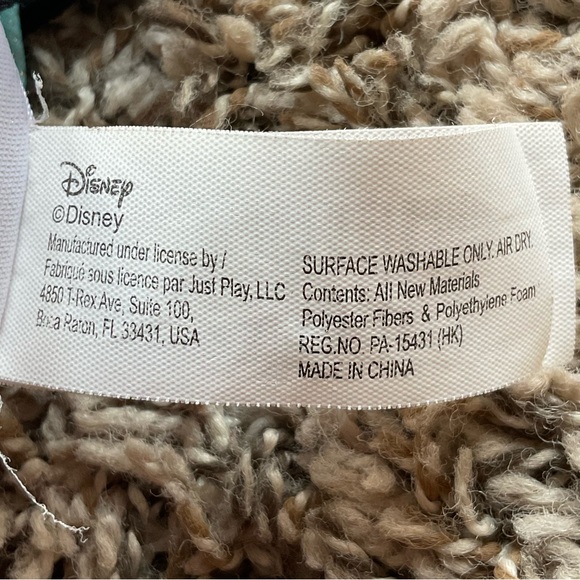 Disney
©Disney
Manufactured under license by /
Fabriqué sous licence par Just Play, LLC
4850 T-Rex Ave, Suite 100,
Boca Raton, FL 33431, USA
SURFACE WASHABLE ONLY. AIR DRY.
Contents: All New Materials
Polyester Fibers & Polyethylene Foam
REG.NO. PA-15431 (HK)
MADE IN CHINA